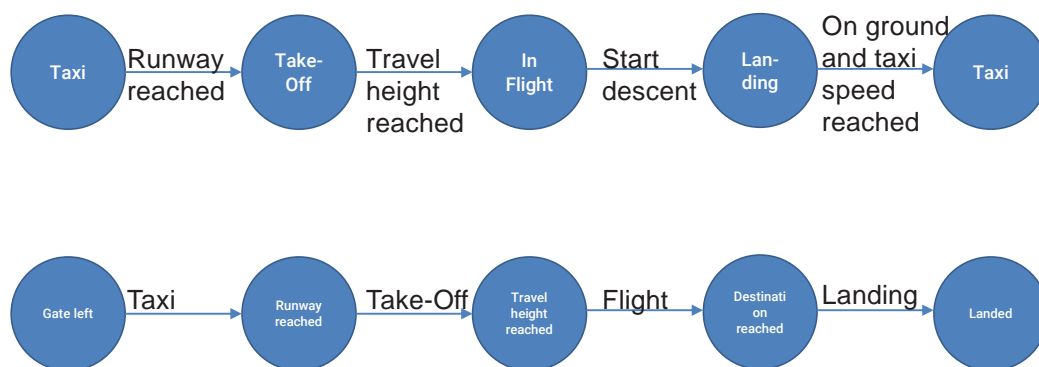 Taxi
Runway
reached
Take-
Off
Travel
height
reached
In
Flight
Start
descent
Lan-
ding
On ground
and taxi
speed
reached
Taxi
Gate left
Taxi
Runway
reached
Take-Off
Travel
height
reached
Flight
Destinati
on
reached
Landing
Landed